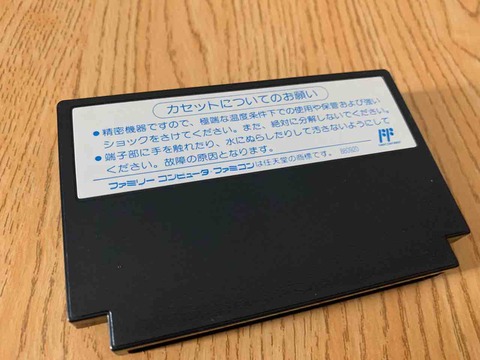 カセットについてのお願い
●精密機器ですので、極端な温度条件下での使用や保管および強い
ショックをさけてください。また、絶対に分解しないでください。
●端子部に手を触れたり、水にぬらしたりして汚さないようにして
ください。故障の原因となります。
ファミリーコンピュータ・ファミコンは任天堂の商標です。